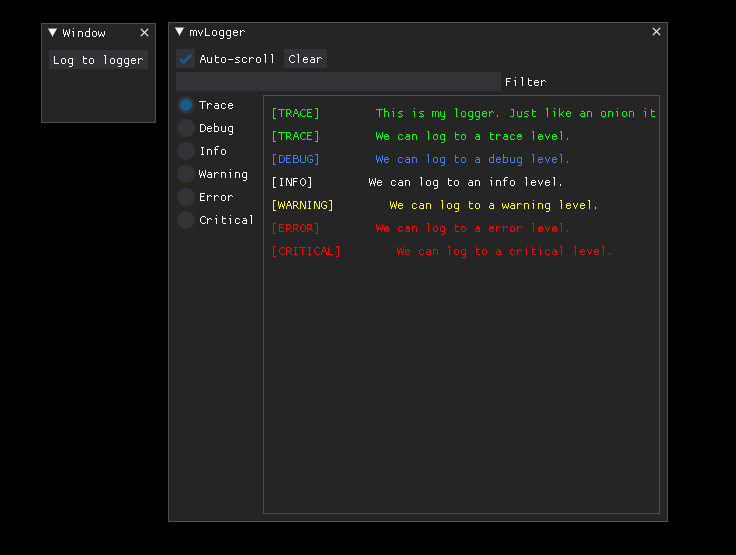 Window
Log to logger
mvLogger
Auto-scroll Clear
Filter
Trace
Debug
Info
Warning
Error
Critical
[TRACE] This is my logger. Just like an onion it
[TRACE] We can log to a trace level.
[DEBUG] We can log to a debug level.
[INFO] We can log to an info level.
[WARNING] We can log to a warning level.
[ERROR] We can log to a error level.
[CRITICAL] We can log to a critical level.